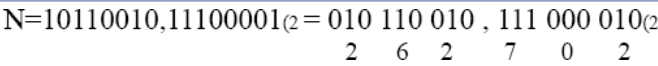 N=10110010,11100001(2 = 010 110 010 , 111 000 010(2
2 6 2 7 0 2